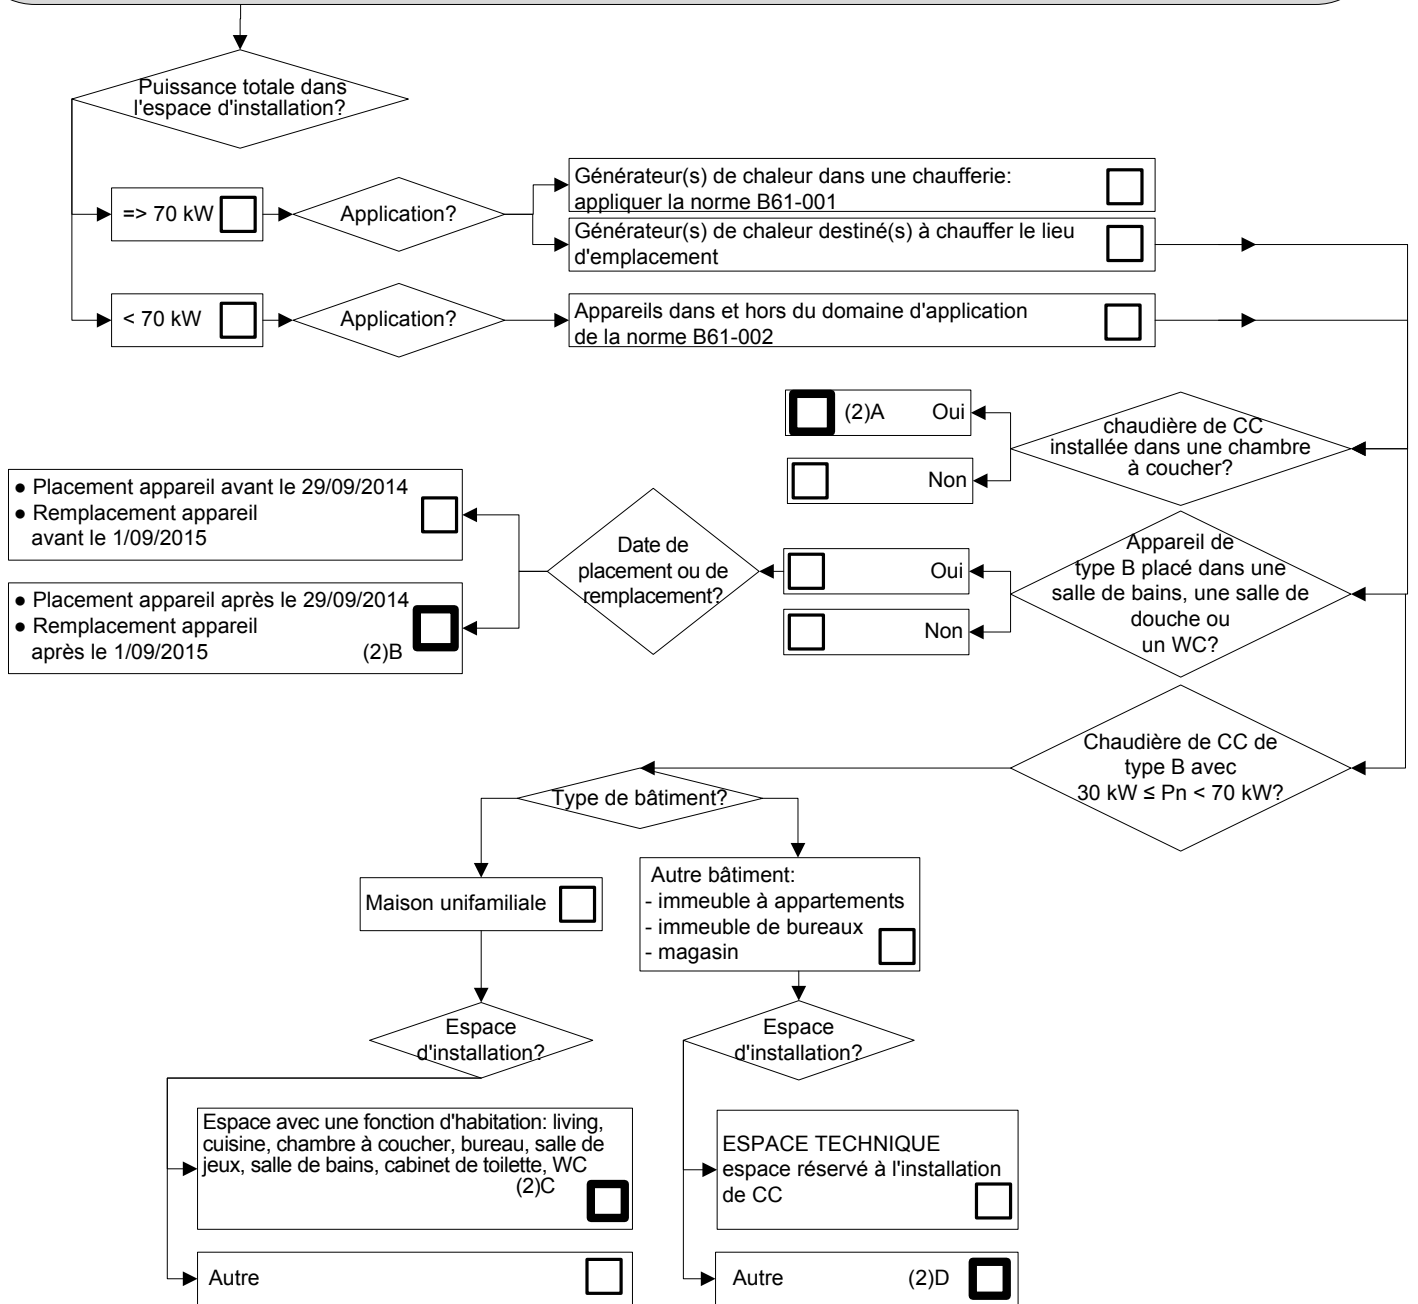 Puissance totale dans
l'espace d'installation?
=> 70 kW
Application?
Générateur(s) de chaleur dans une chaufferie:
appliquer la norme B61-001
Générateur(s) de chaleur destiné(s) à chauffer le lieu
d'emplacement
< 70 kW
Application?
Appareils dans et hors du domaine d'application
de la norme B61-002
chaudière de CC
installée dans une chambre
à coucher?
(2)A Oui
Non
Appareil de
type B placé dans une
salle de bains, une salle de
douche ou
un WC?
Oui
Non
Date de
placement ou de
remplacement?
● Placement appareil avant le 29/09/2014
● Remplacement appareil
avant le 1/09/2015
● Placement appareil après le 29/09/2014
● Remplacement appareil
après le 1/09/2015 (2)B
Chaudière de CC de
type B avec
30 kW ≤ Pn < 70 kW?
Type de bâtiment?
Maison unifamiliale
Autre bâtiment:
- immeuble à appartements
- immeuble de bureaux
- magasin
Espace
d'installation?
Espace
d'installation?
Espace avec une fonction d'habitation: living,
cuisine, chambre à coucher, bureau, salle de
jeux, salle de bains, cabinet de toilette, WC
(2)C
Autre
ESPACE TECHNIQUE
espace réservé à l'installation
de CC
Autre (2)D